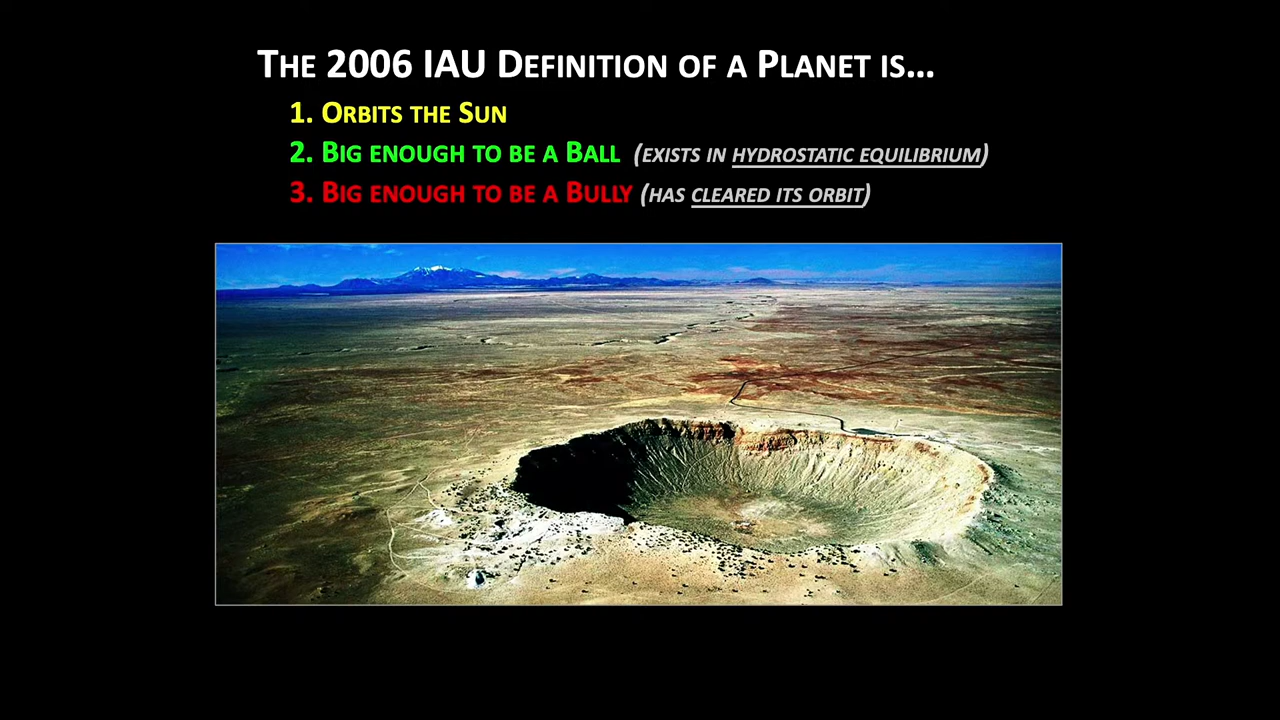 The 2006 IAU Definition of a Planet is...
1. Orbits the Sun
2. Big enough to be a Ball (exists in hydrostatic equilibrium)
3. Big enough to be a Bully (has cleared its orbit)